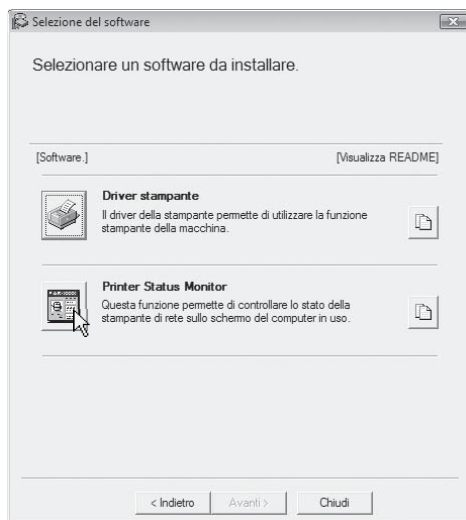 Selezione del software
Selezionare un software da installare.
[Software.] [Visualizza README]
Driver stampante
Il driver della stampante permette di utilizzare la funzione
stampante della macchina.
Printer Status Monitor
Questa funzione permette di controllare lo stato della
stampante di rete sullo schermo del computer in uso.
< Indietro Avanti > Chiudi